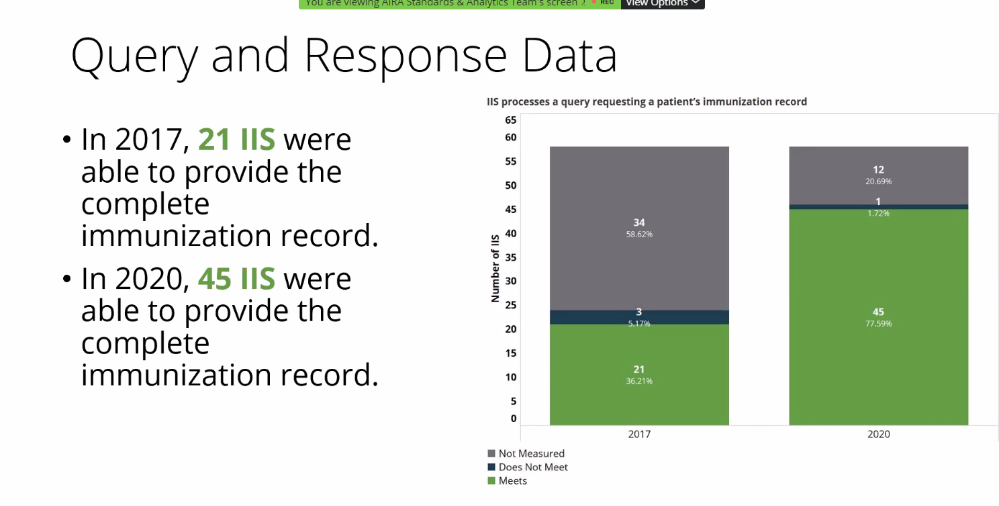 You are viewing AIRA Standards & Analytics Team's screen
REC
View Options
Query and Response Data
• In 2017, 21 IIS were
able to provide the
complete
immunization record.
• In 2020, 45 IIS were
able to provide the
complete
immunization record.
IIS processes a query requesting a patient's immunization record
Number of IIS
65
60
55
50
45
40
35
30
25
20
15
10
5
0
34
58.62%
3
5.17%
21
36.21%
12
20.69%
1
1.72%
45
77.59%
2017
2020
Not Measured
Does Not Meet
Meets